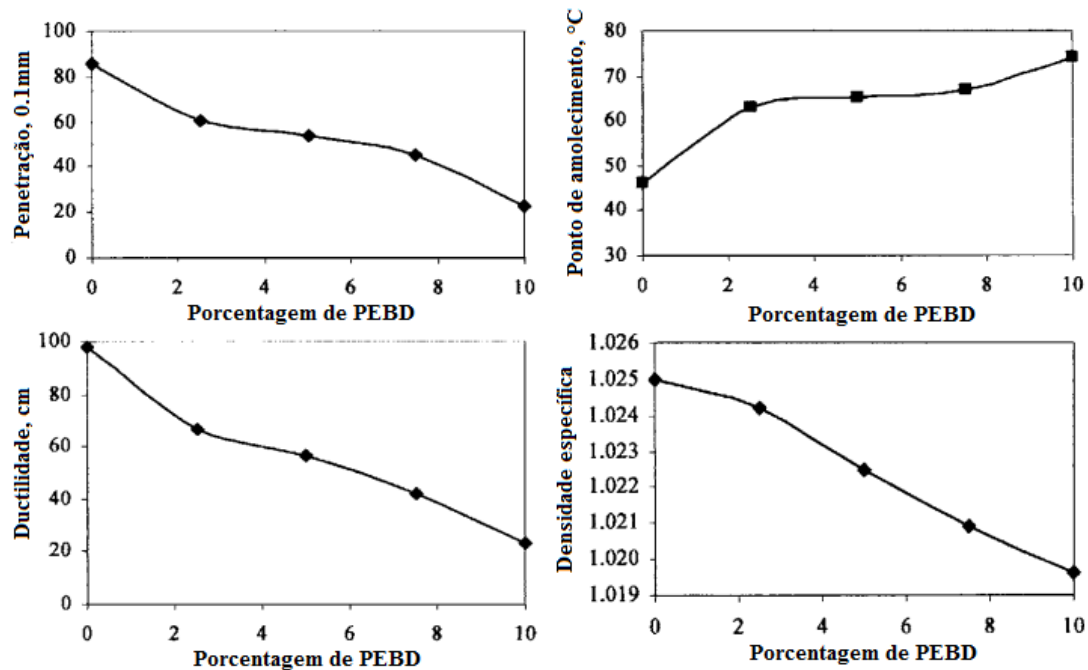 Penetração, 0.1mm
100
80
60
40
20
0
0 2 4 6 8 10
Porcentagem de PEBD
Ponto de amolecimento, °C
80
70
60
50
40
30
0 2 4 6 8 10
Porcentagem de PEBD
Ductilidade, cm
100
80
60
40
20
0
0 2 4 6 8 10
Porcentagem de PEBD
Densidade específica
1.026
1.025
1.024
1.023
1.022
1.021
1.020
1.019
0 2 4 6 8 10
Porcentagem de PEBD